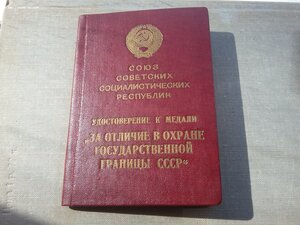 СОЮЗ
СОВЕТСКИХ
СОЦИАЛИСТИЧЕСКИХ
РЕСПУБЛИК
УДОСТОВЕРЕНИЕ К МЕДАЛИ
„ЗА ОТЛИЧИЕ В ОХРАНЕ
ГОСУДАРСТВЕННОЙ
ГРАНИЦЫ СССР“